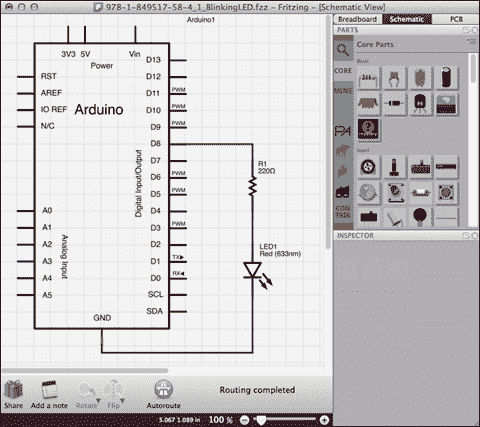 978-1-849517-58-4_1_BlinkingLED.fzz - Fritzing - [Schematic View]
Breadboard
Schematic
PCB
PARTS
Core Parts
Basic
CORE
MINE
Input
CON
TRIB
INSPECTOR
Arduino1
3V3 5V
Vin
Power
RST
AREF
IO REF
N/C
Arduino
Digital Input/Output
D13
D12
D11 PWM
D10 PWM
D9 PWM
D8
D7
D6 PWM
D5 PWM
D4
D3 PWM
D2
D1 TX
D0 RX
SCL
SDA
A0
A1
A2
A3
A4
A5
Analog Input
GND
R1
220Ω
LED1
Red (633nm)
Share
Add a note
Rotate
Flip
Autoroute
Routing completed
5.067 1.089 in
100 %